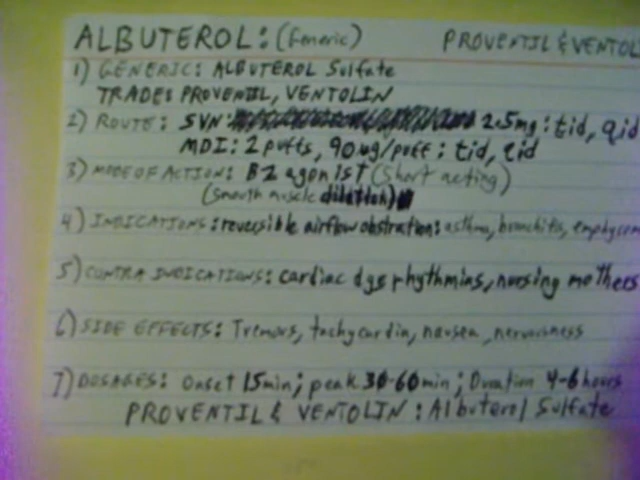 ALBUTEROL: (Generic) PROVENTIL & VENTOL
1) GENERIC: ALBUTEROL Sulfate
TRADE: PROVENTIL, VENTOLIN
2) ROUTE: SVN: 2.5mg: tid, qid
MDI: 2 puffs, 90ug/puff: tid, qid
3) MODE OF ACTION: B2 agonist (short acting)
(Smooth muscle dilation)
4) INDICATIONS: reversible airflow obstration: asthma, bronchitis, emphysem
5) CONTRA INDICATIONS: cardiac dysrhythmias, nursing mothers
6) SIDE EFFECTS: Tremors, tachycardia, nausea, nervousness
7) DOSAGES: Onset 15min; peak 30-60min; Duration 4-6 hours
PROVENTIL & VENTOLIN: Albuterol Sulfate